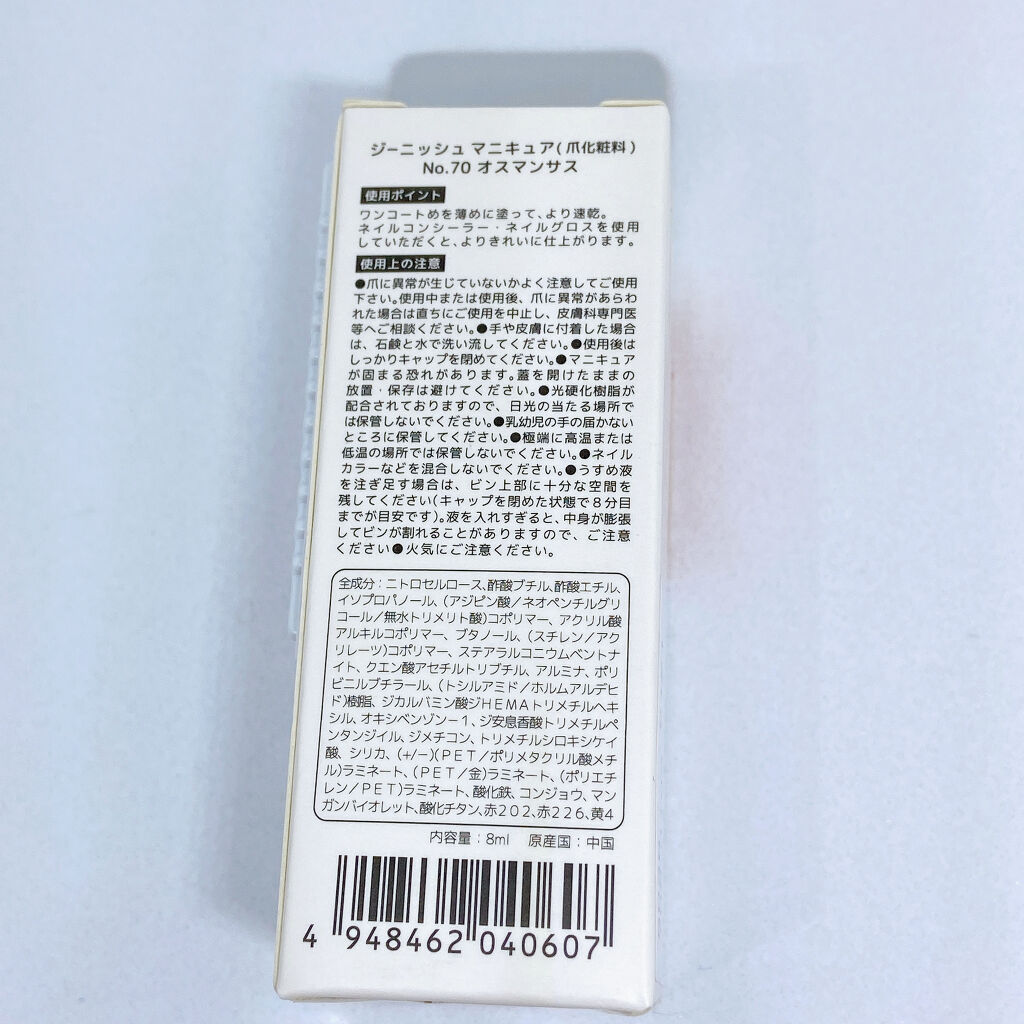 ジーニッシュ マニキュア(爪化粧料)
No.70 オスマンサス
使用ポイント
ワンコートめを薄めに塗って、より速乾。
ネイルコンシーラー・ネイルグロスを使用
していただくと、よりきれいに仕上がります。
使用上の注意
●爪に異常が生じていないかよく注意してご使用
下さい。使用中または使用後、爪に異常があらわ
れた場合は直ちにご使用を中止し、皮膚科専門医
等へご相談ください。●手や皮膚に付着した場合
は、石鹸と水で洗い流してください。●使用後は
しっかりキャップを閉めてください。●マニキュア
が固まる恐れがあります。蓋を開けたままの
放置・保存は避けてください。●光硬化樹脂が
配合されておりますので、日光の当たる場所で
は保管しないでください。●乳幼児の手の届かない
ところに保管してください。●極端に高温または
低温の場所では保管しないでください。●ネイル
カラーなどを混合しないでください。●うすめ液
を注ぎ足す場合は、ビン上部に十分な空間を
残してください(キャップを閉めた状態で8分目
までが目安です)。液を入れすぎると、中身が膨張
してビンが割れることがありますので、ご注意
ください●火気にご注意ください。
全成分：ニトロセルロース、酢酸ブチル、酢酸エチル、
イソプロパノール、(アジピン酸／ネオペンチルグリ
コール／無水トリメリト酸)コポリマー、アクリル酸
アルキルコポリマー、ブタノール、(スチレン／アク
リレーツ)コポリマー、ステアラルコニウムベントナ
イト、クエン酸アセチルトリブチル、アルミナ、ポリ
ビニルブチラール、(トシルアミド／ホルムアルデヒ
ド)樹脂、ジカルバミン酸ジHEMAトリメチルヘキ
シル、オキシベンゾン－1、ジ安息香酸トリメチルペ
ンタンジイル、ジメチコン、トリメチルシロキシケイ
酸、シリカ、(+/−)(PET／ポリメタクリル酸メチ
ル)ラミネート、(PET／金)ラミネート、(ポリエチ
レン／PET)ラミネート、酸化鉄、コンジョウ、マン
ガンバイオレット、酸化チタン、赤202、赤226、黄4
内容量：8ml 原産国：中国
4 948462 040607